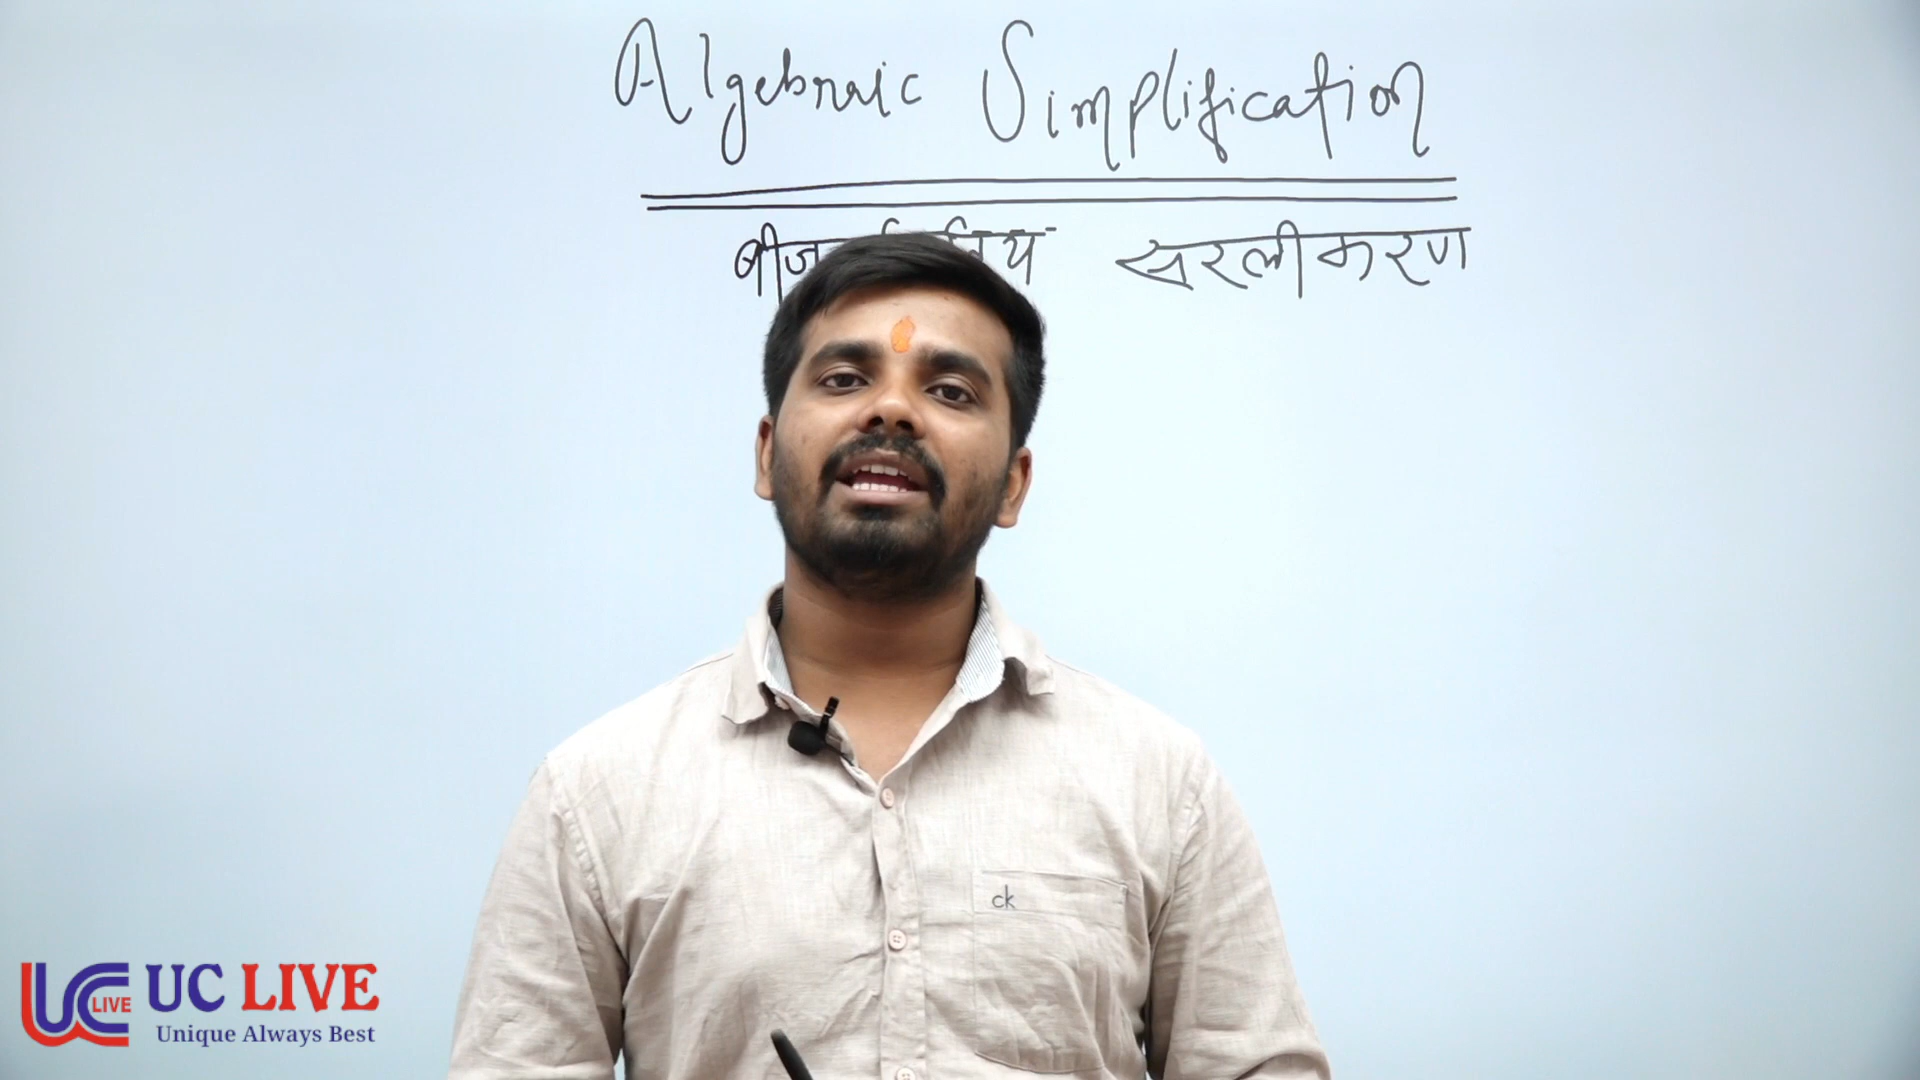 Algebraic Simplification
सरलीकरण
ck
LIVE UC LIVE
Unique Always Best